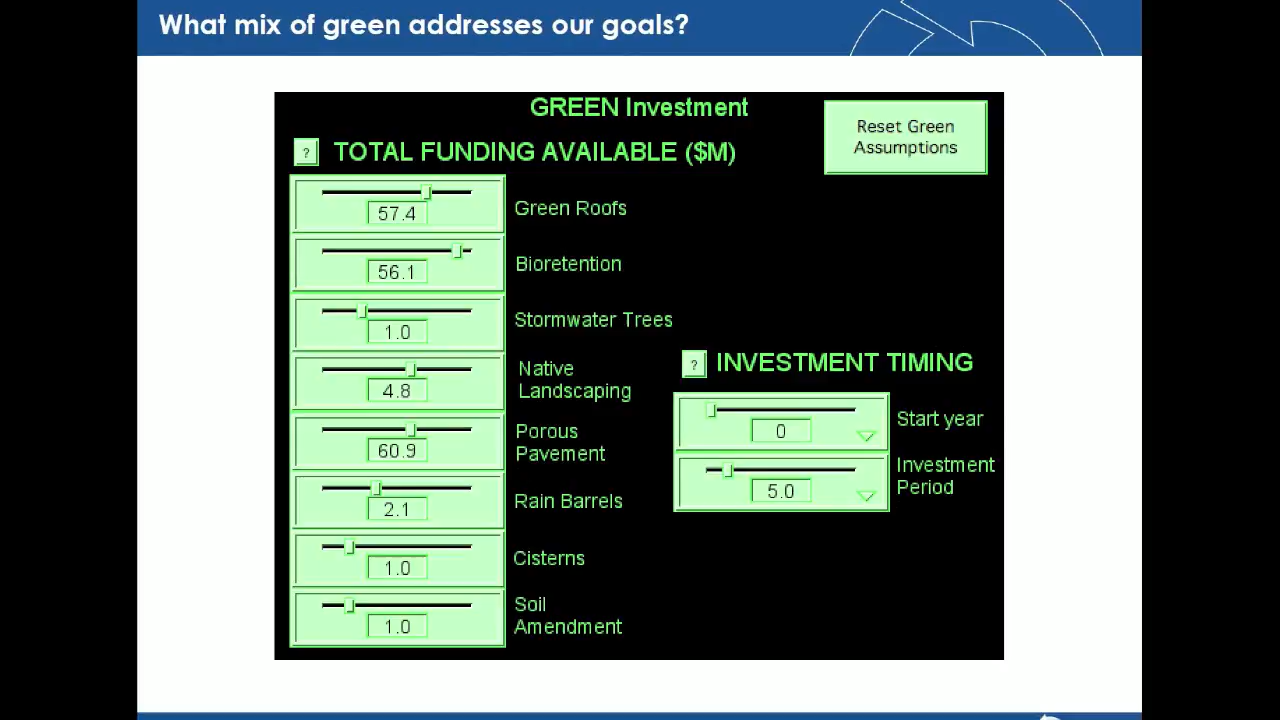 What mix of green addresses our goals?
GREEN Investment
Reset Green
Assumptions
? TOTAL FUNDING AVAILABLE ($M)
57.4 Green Roofs
56.1 Bioretention
1.0 Stormwater Trees
4.8 Native
Landscaping
60.9 Porous
Pavement
2.1 Rain Barrels
1.0 Cisterns
1.0 Soil
Amendment
? INVESTMENT TIMING
0 Start year
5.0 Investment
Period